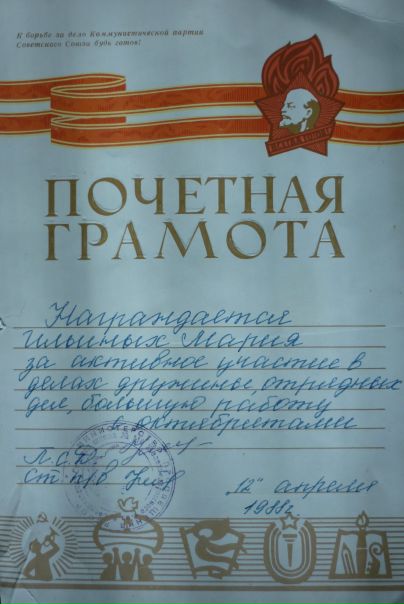 К борьбе за дело Коммунистической партии
Советского Союза будь готов!
ВСЕГДА ГОТОВ!
ПОЧЕТНАЯ
ГРАМОТА
Награждается
Ильиных Мария
за активное участие в
делах дружины, отрядных
дел, большую работу
с октябрятами
П.С.Д.
Ст п/в
"12" апреля
1988г.